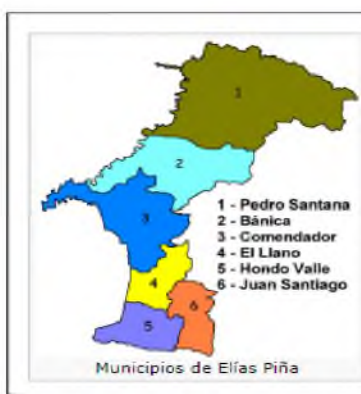 1
2
3
4
5
6
1 - Pedro Santana
2 - Bánica
3 - Comendador
4 - El Llano
5 - Hondo Valle
6 - Juan Santiago
Municipios de Elías Piña